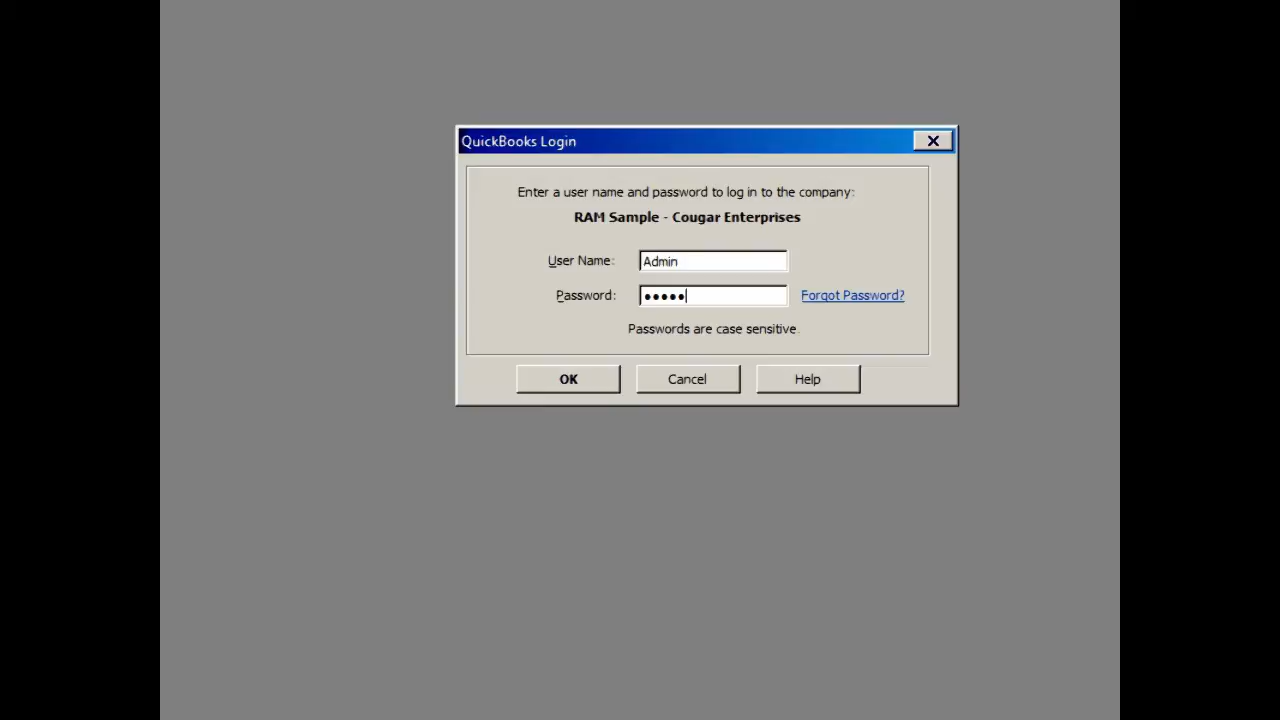 QuickBooks Login
Enter a user name and password to log in to the company:
RAM Sample - Cougar Enterprises
User Name: Admin
Password: ●●●●● Forgot Password?
Passwords are case sensitive.
OK Cancel Help